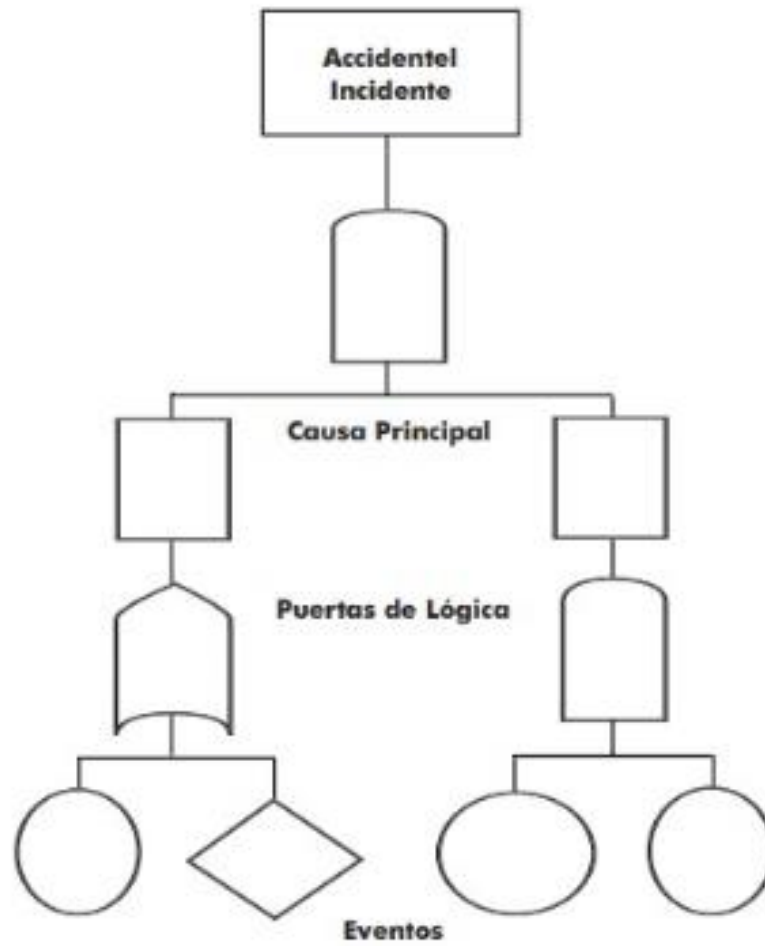 Accidentel
Incidente
Causa Principal
Puertas de Lógica
Eventos